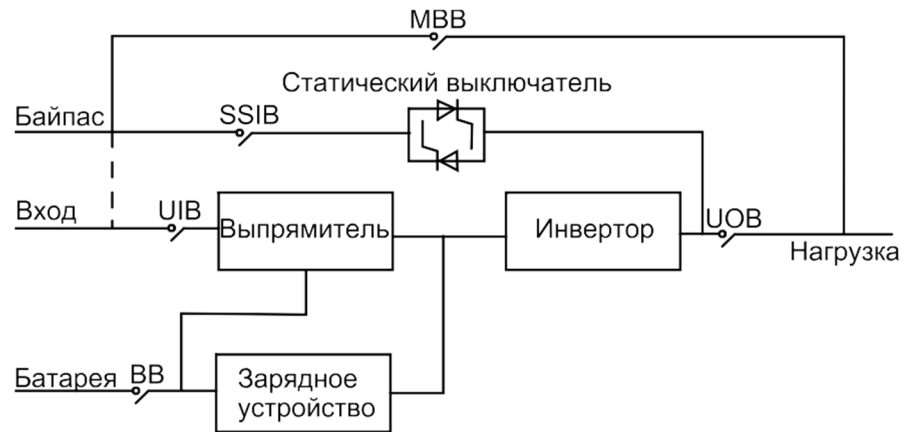 MBB
Статический выключатель
Байпас
SSIB
Вход
UIB
Выпрямитель
Инвертор
UOB
Нагрузка
Батарея
BB
Зарядное
устройство